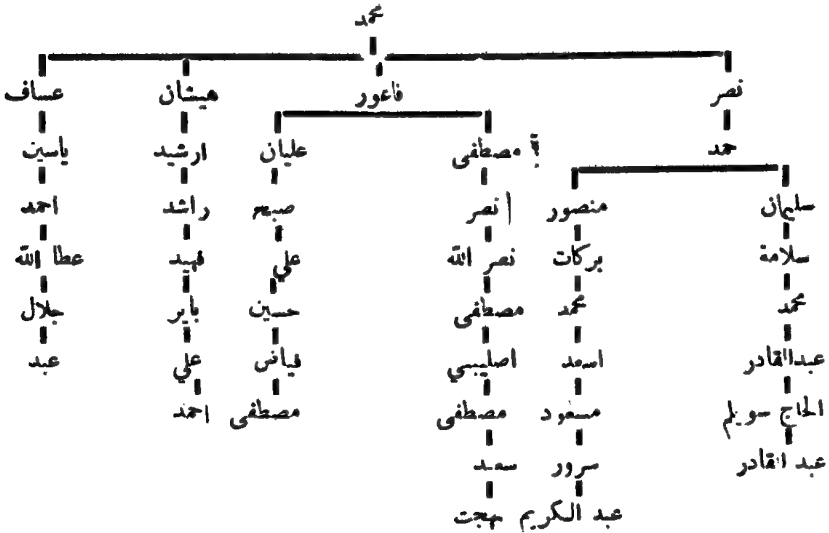 محمد
نصر فاعور هيشان عساف
حمد مصطفى عليان ارشيد ياسين
سليمان منصور نصر صبح راشد احمد
سلامة بركات نصر الله علي فهيد عطا الله
محمد محمد مصطفى حسين باير جلال
عبدالقادر اسعد اصليبي فياض علي عبد
الحاج سويلم مسعود مصطفى مصطفى احمد
عبد القادر سرور سعد
عبد الكريم بهجت